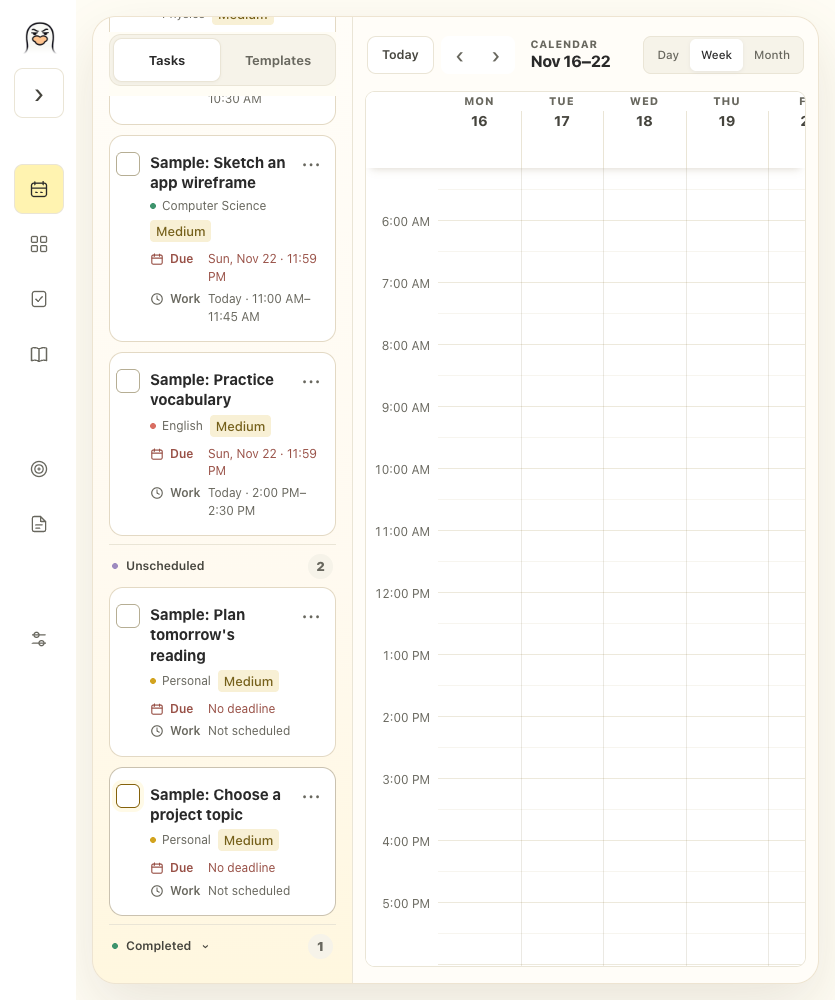 Tasks
Templates
10:30 AM
Sample: Sketch an
app wireframe
Computer Science
Medium
Due Sun, Nov 22 · 11:59
PM
Work Today · 11:00 AM–
11:45 AM
Sample: Practice
vocabulary
English Medium
Due Sun, Nov 22 · 11:59
PM
Work Today · 2:00 PM–
2:30 PM
Unscheduled 2
Sample: Plan
tomorrow's
reading
Personal Medium
Due No deadline
Work Not scheduled
Sample: Choose a
project topic
Personal Medium
Due No deadline
Work Not scheduled
Completed 1
Today
CALENDAR
Nov 16–22
Day Week Month
MON TUE WED THU
16 17 18 19
6:00 AM
7:00 AM
8:00 AM
9:00 AM
10:00 AM
11:00 AM
12:00 PM
1:00 PM
2:00 PM
3:00 PM
4:00 PM
5:00 PM